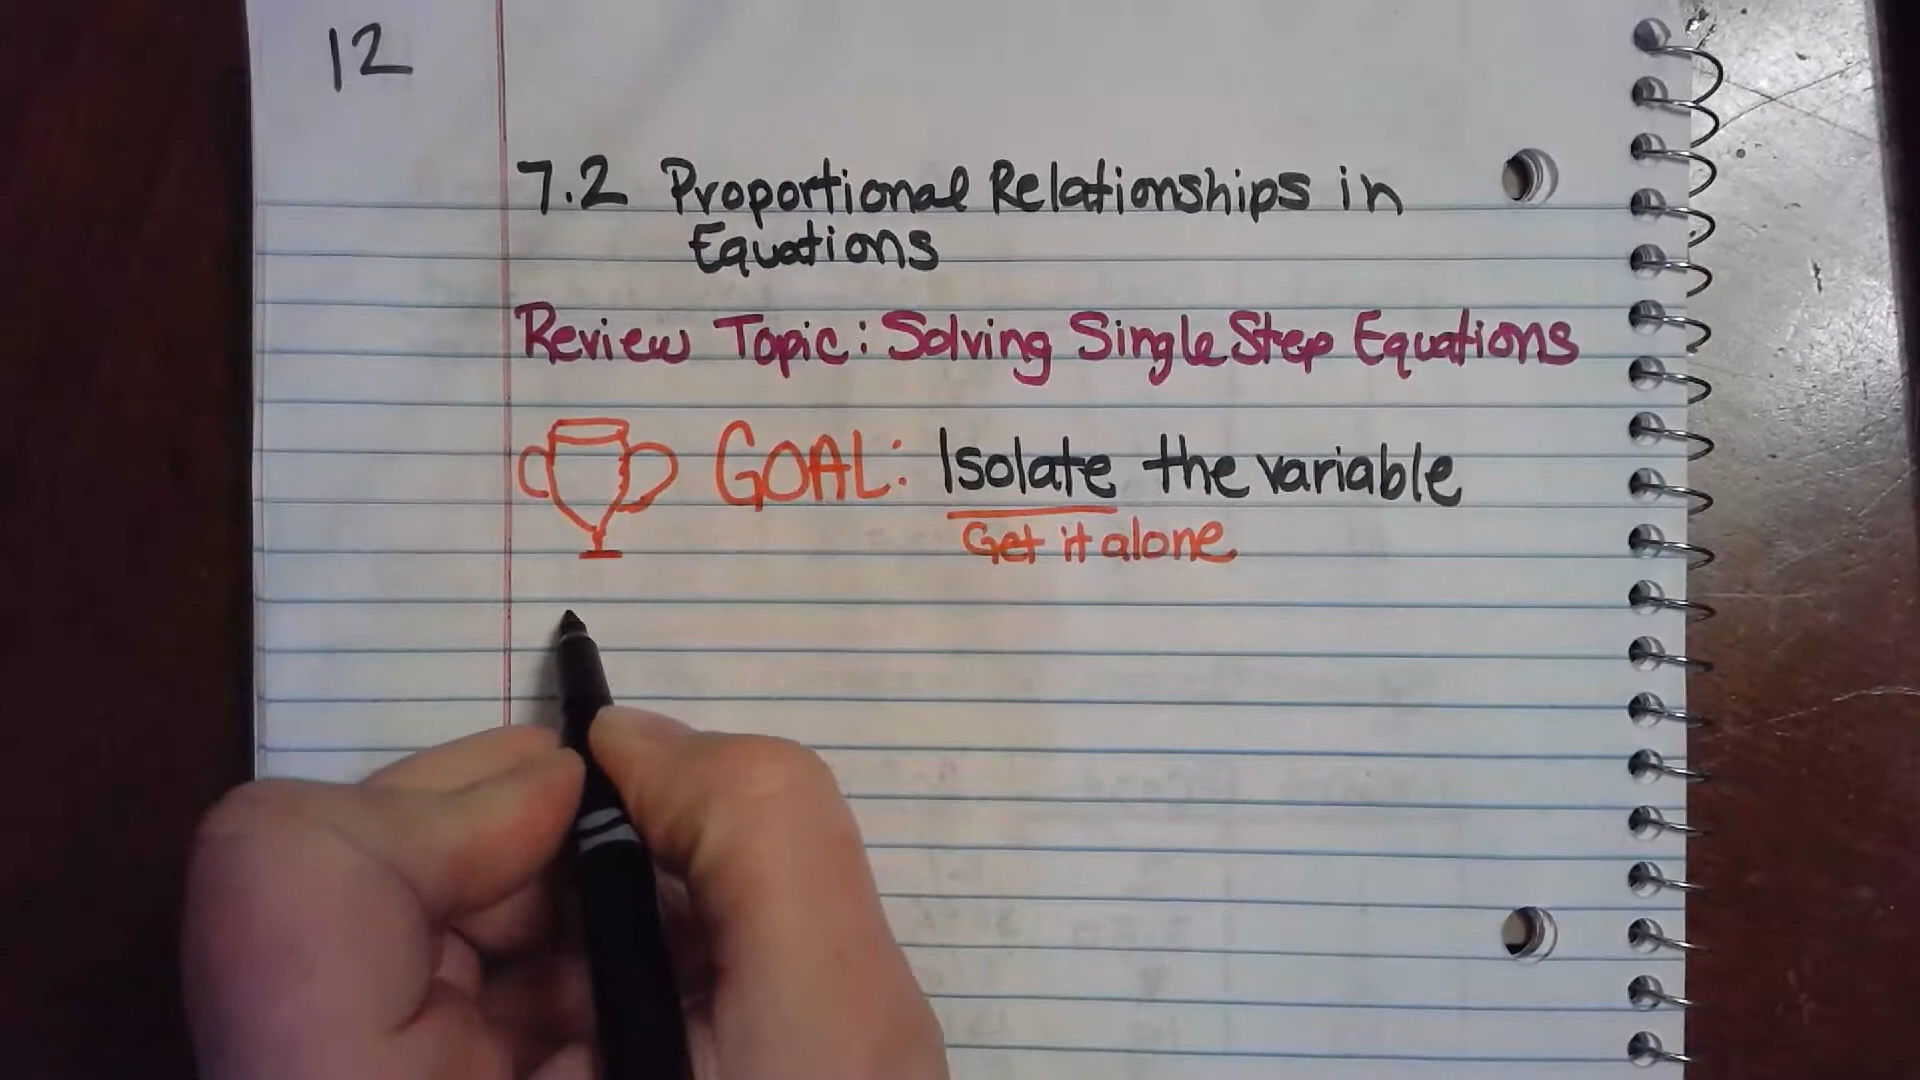 12
7.2 Proportional Relationships in
Equations
Review Topic: Solving Single Step Equations
GOAL: Isolate the variable
Get it alone